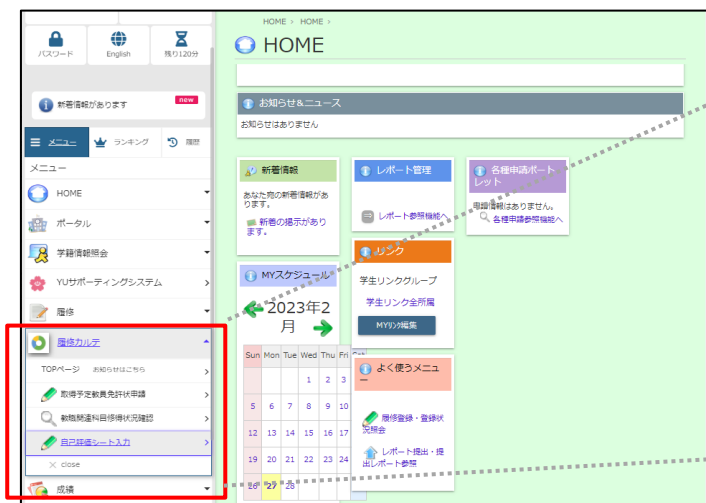 パスワード
English
残り120分
新着情報があります
new
メニュー
ランキング
履歴
メニュー
HOME
ポータル
学籍情報照会
YUサポーティングシステム
履修
履修カルテ
TOPページ お知らせはこちら
取得予定教員免許状申請
教職関連科目修得状況確認
自己評価シート入力
× close
成績
HOME › HOME ›
HOME
お知らせ&ニュース
お知らせはありません
新着情報
あなた宛の新着情報があ
ります。
新着の掲示があり
ます。
レポート管理
レポート参照機能へ
各種申請ポート
レット
申請情報はありません。
各種申請参照機能へ
MYスケジュール
2023年2
月
Sun Mon Tue Wed Thu Fri Sat
1 2 3
5 6 7 8 9 10
12 13 14 15 16 17
19 20 21 22 23 24
26 27 28
リンク
学生リンクグループ
学生リンク全所属
MYリンク編集
よく使うメニュ
ー
履修登録・登録状
況照会
レポート提出・提
出レポート参照